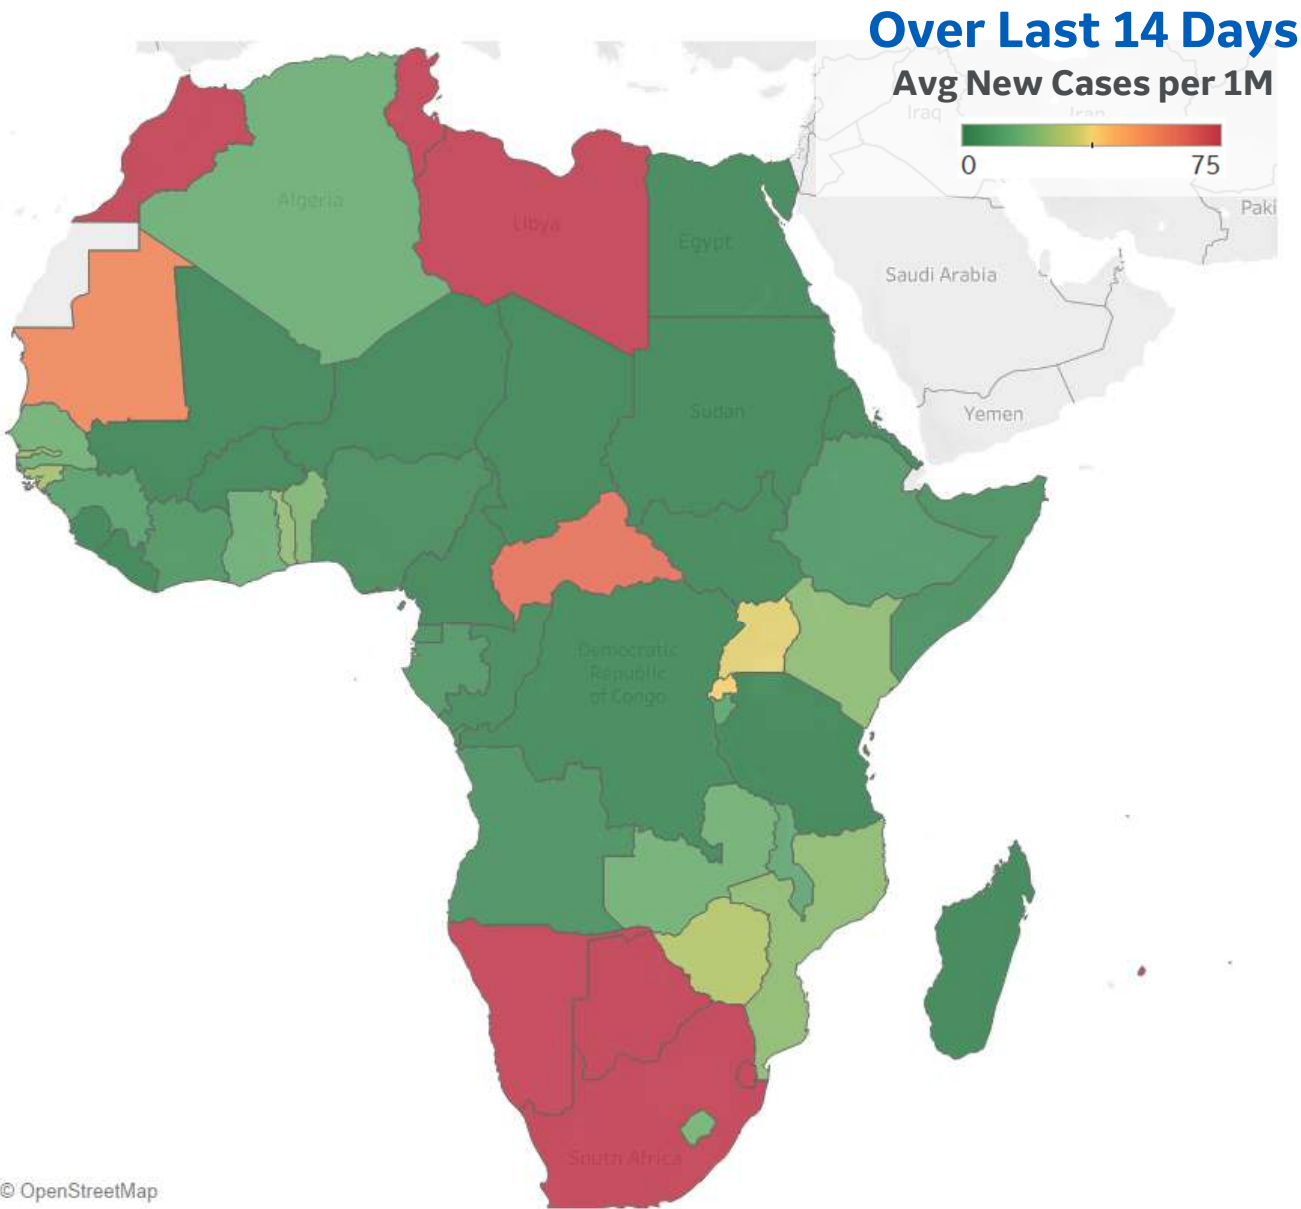 Over Last 14 Days
Avg New Cases per 1M
Iraq
Iran
0
75
Paki
Algeria
Libya
Egypt
Saudi Arabia
Sudan
Yemen
Democratic
Republic
of Congo
South Africa
© OpenStreetMap